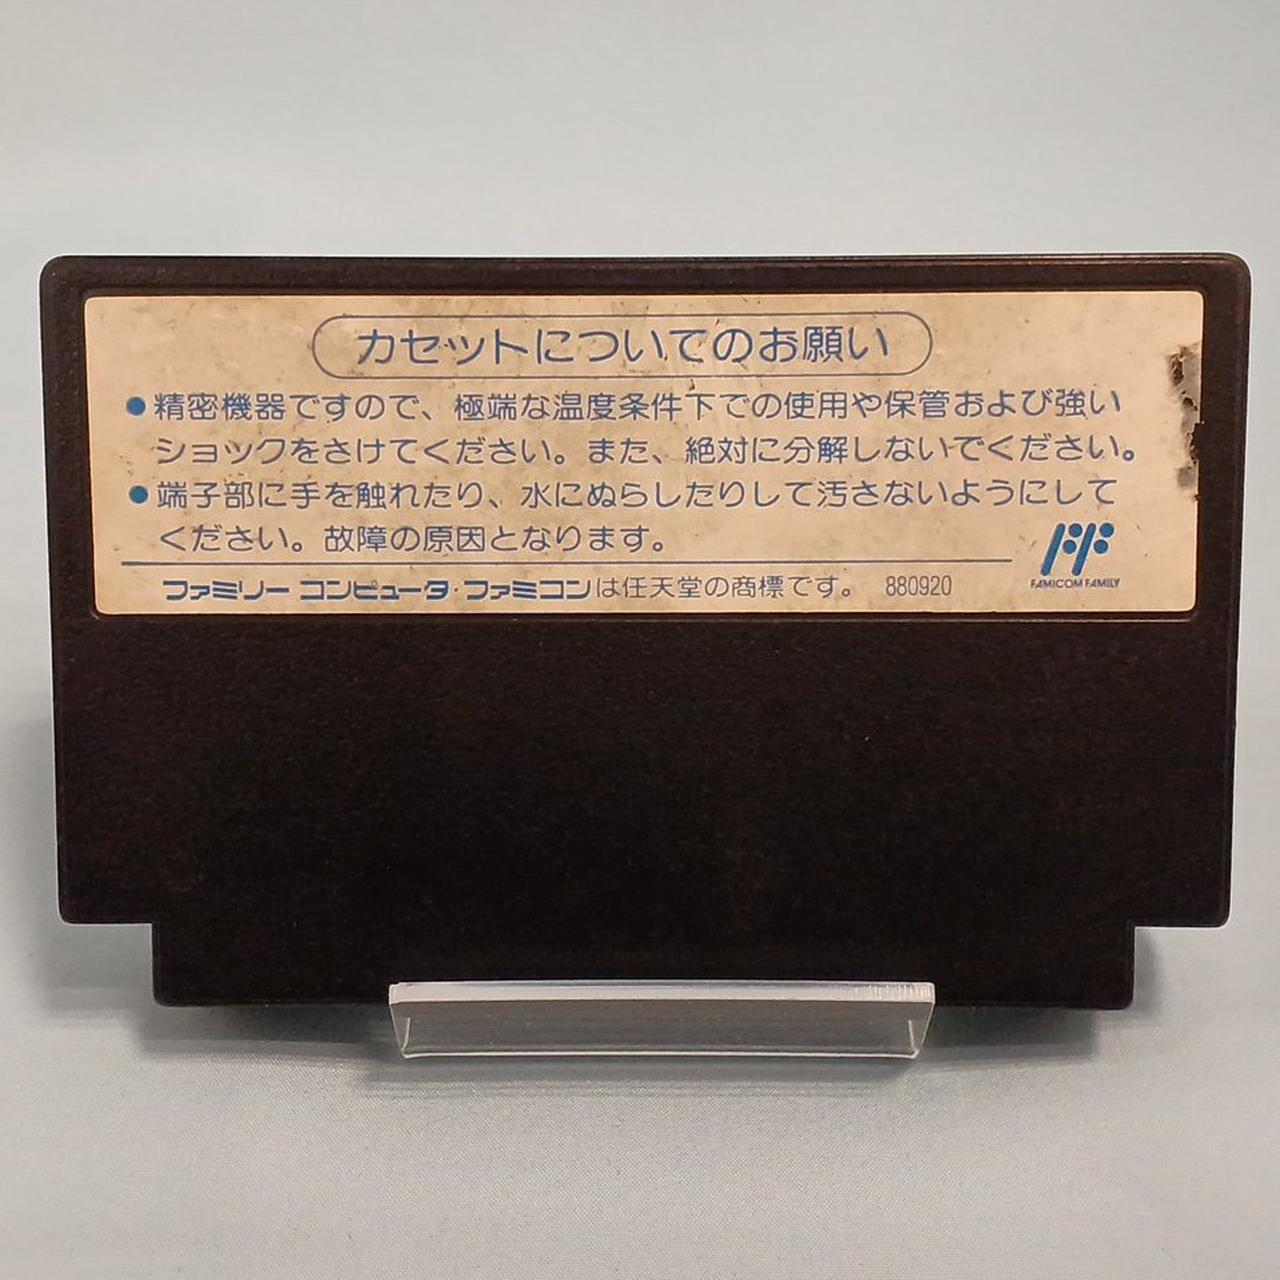 カセットについてのお願い
●精密機器ですので、極端な温度条件下での使用や保管および強い
ショックをさけてください。また、絶対に分解しないでください。
●端子部に手を触れたり、水にぬらしたりして汚さないようにして
ください。故障の原因となります。
FAMICOM FAMILY
ファミリー コンピュータ・ファミコンは任天堂の商標です。 880920